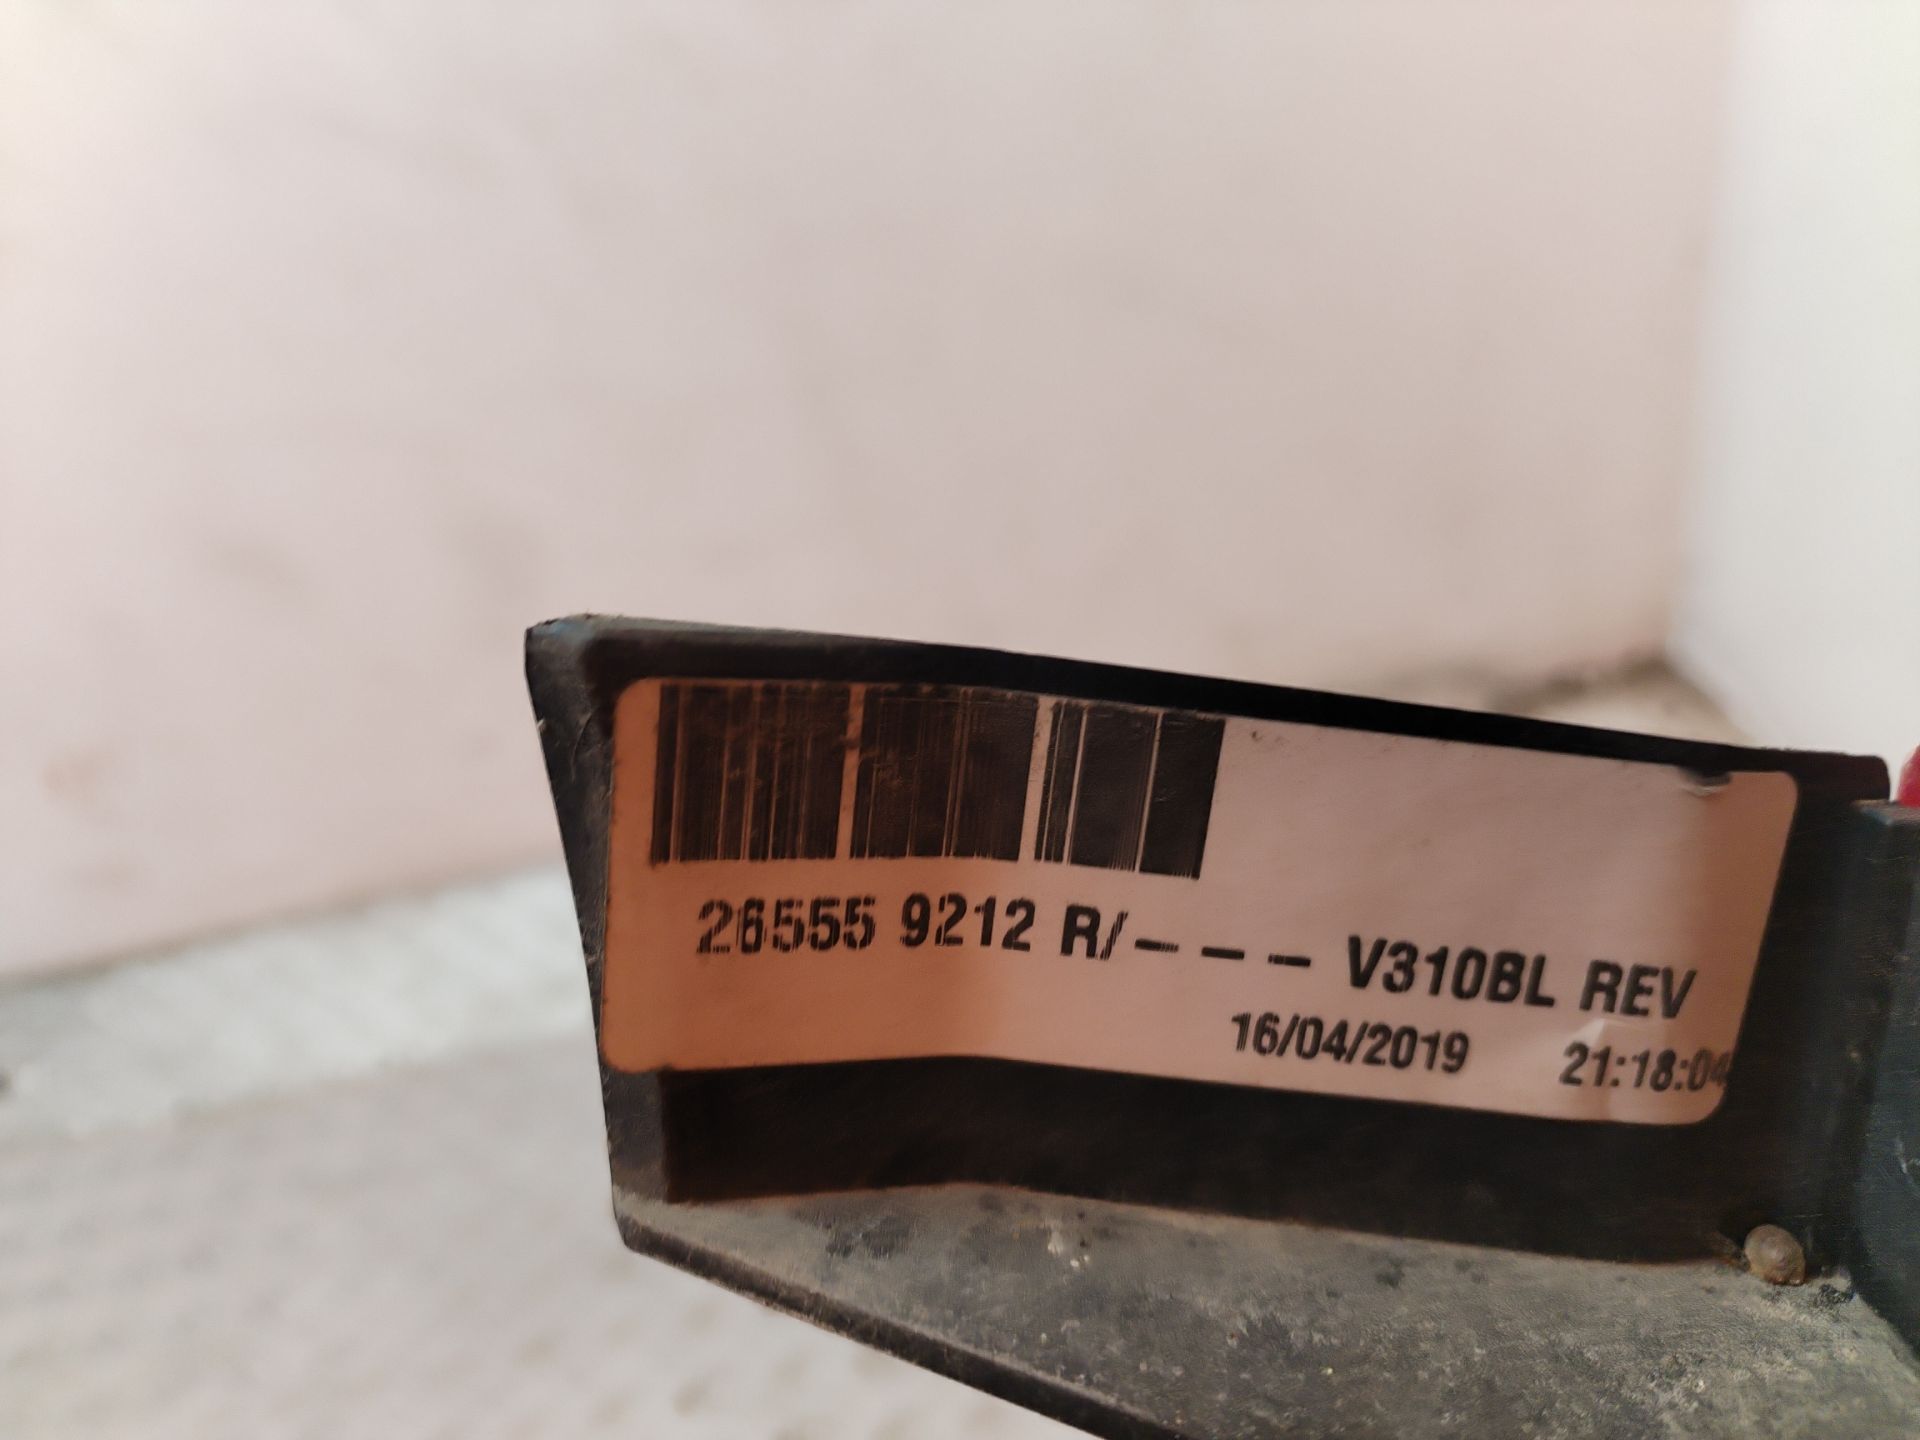 26555 9212 R/- - - V310BL REV
16/04/2019 21:18:04